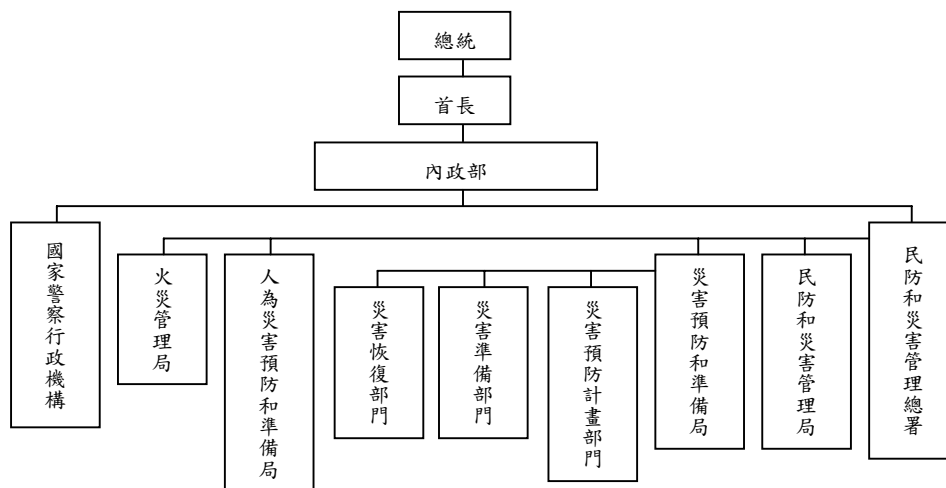 總統
首長
內政部
國家警察行政機構
火災管理局
人為災害預防和準備局
災害恢復部門
災害準備部門
災害預防計畫部門
災害預防和準備局
民防和災害管理局
民防和災害管理總署